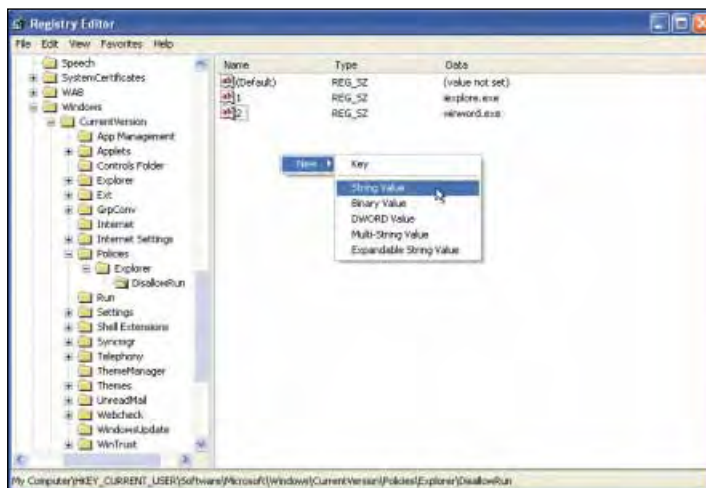 Registry Editor
File Edit View Favorites Help
Speech
SystemCertificates
WAB
Windows
CurrentVersion
App Management
Applets
Controls Folder
Explorer
Ext
GrpConv
Internet
Internet Settings
Policies
Explorer
DisallowRun
Run
Settings
Shell Extensions
Syncmgr
Telephony
ThemeManager
Themes
UnreadMail
Webcheck
WindowsUpdate
WinTrust
Name Type Data
(Default) REG_SZ (value not set)
1 REG_SZ iexplore.exe
2 REG_SZ winword.exe
New Key
String Value
Binary Value
DWORD Value
Multi-String Value
Expandable String Value
My Computer\HKEY_CURRENT_USER\Software\Microsoft\Windows\CurrentVersion\Policies\Explorer\DisallowRun